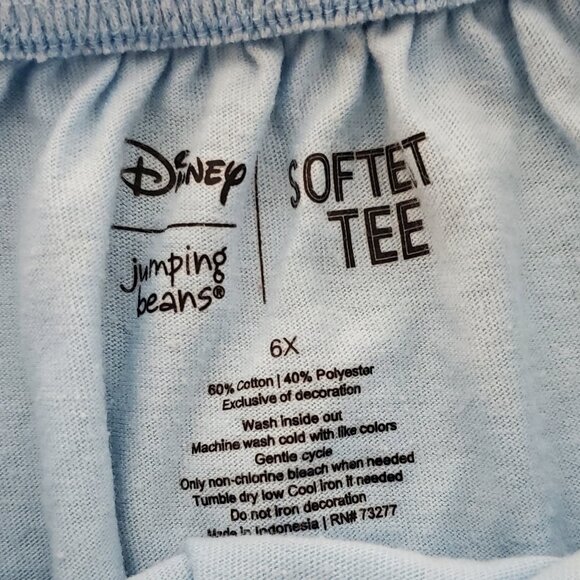 Disney
jumping
beans®
SOFTEST
TEE
6X
60% Cotton | 40% Polyester
Exclusive of decoration
Wash inside out
Machine wash cold with like colors
Gentle cycle
Only non-chlorine bleach when needed
Tumble dry low Cool iron if needed
Do not iron decoration
Made in Indonesia | RN# 73277